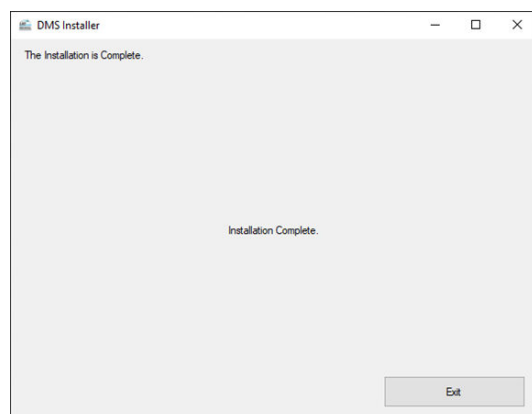 DMS Installer
The Installation is Complete.
Installation Complete.
Exit